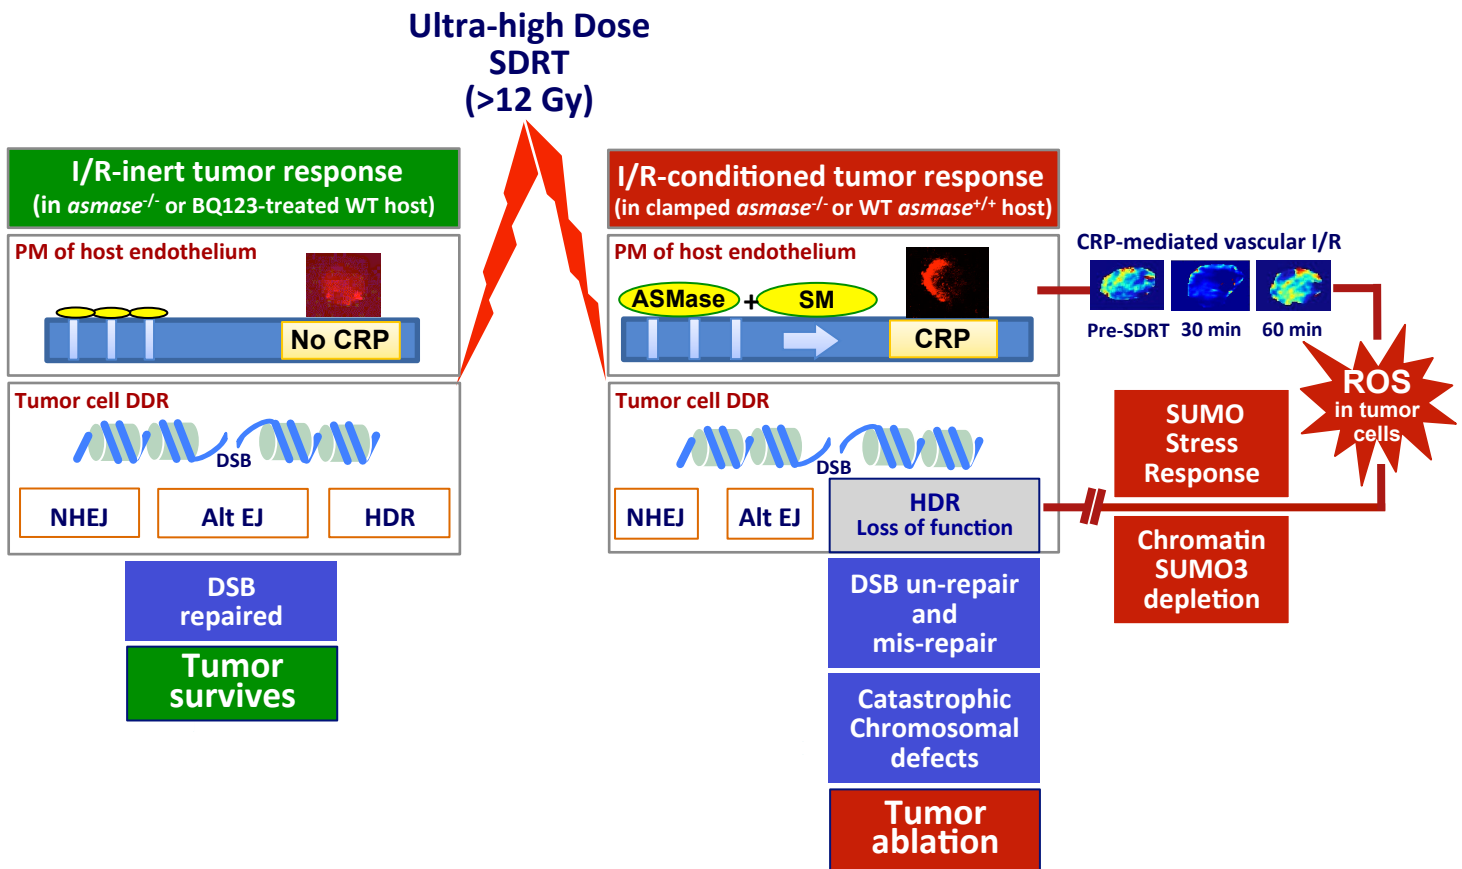 Ultra-high Dose
SDRT
(>12 Gy)
I/R-inert tumor response
(in asmase-/- or BQ123-treated WT host)
PM of host endothelium
No CRP
Tumor cell DDR
DSB
NHEJ
Alt EJ
HDR
DSB
repaired
Tumor
survives
I/R-conditioned tumor response
(in clamped asmase-/- or WT asmase+/+ host)
PM of host endothelium
ASMase
+
SM
CRP
Tumor cell DDR
DSB
NHEJ
Alt EJ
HDR
Loss of function
DSB un-repair
and
mis-repair
Catastrophic
Chromosomal
defects
Tumor
ablation
CRP-mediated vascular I/R
Pre-SDRT
30 min
60 min
ROS
in tumor
cells
SUMO
Stress
Response
Chromatin
SUMO3
depletion